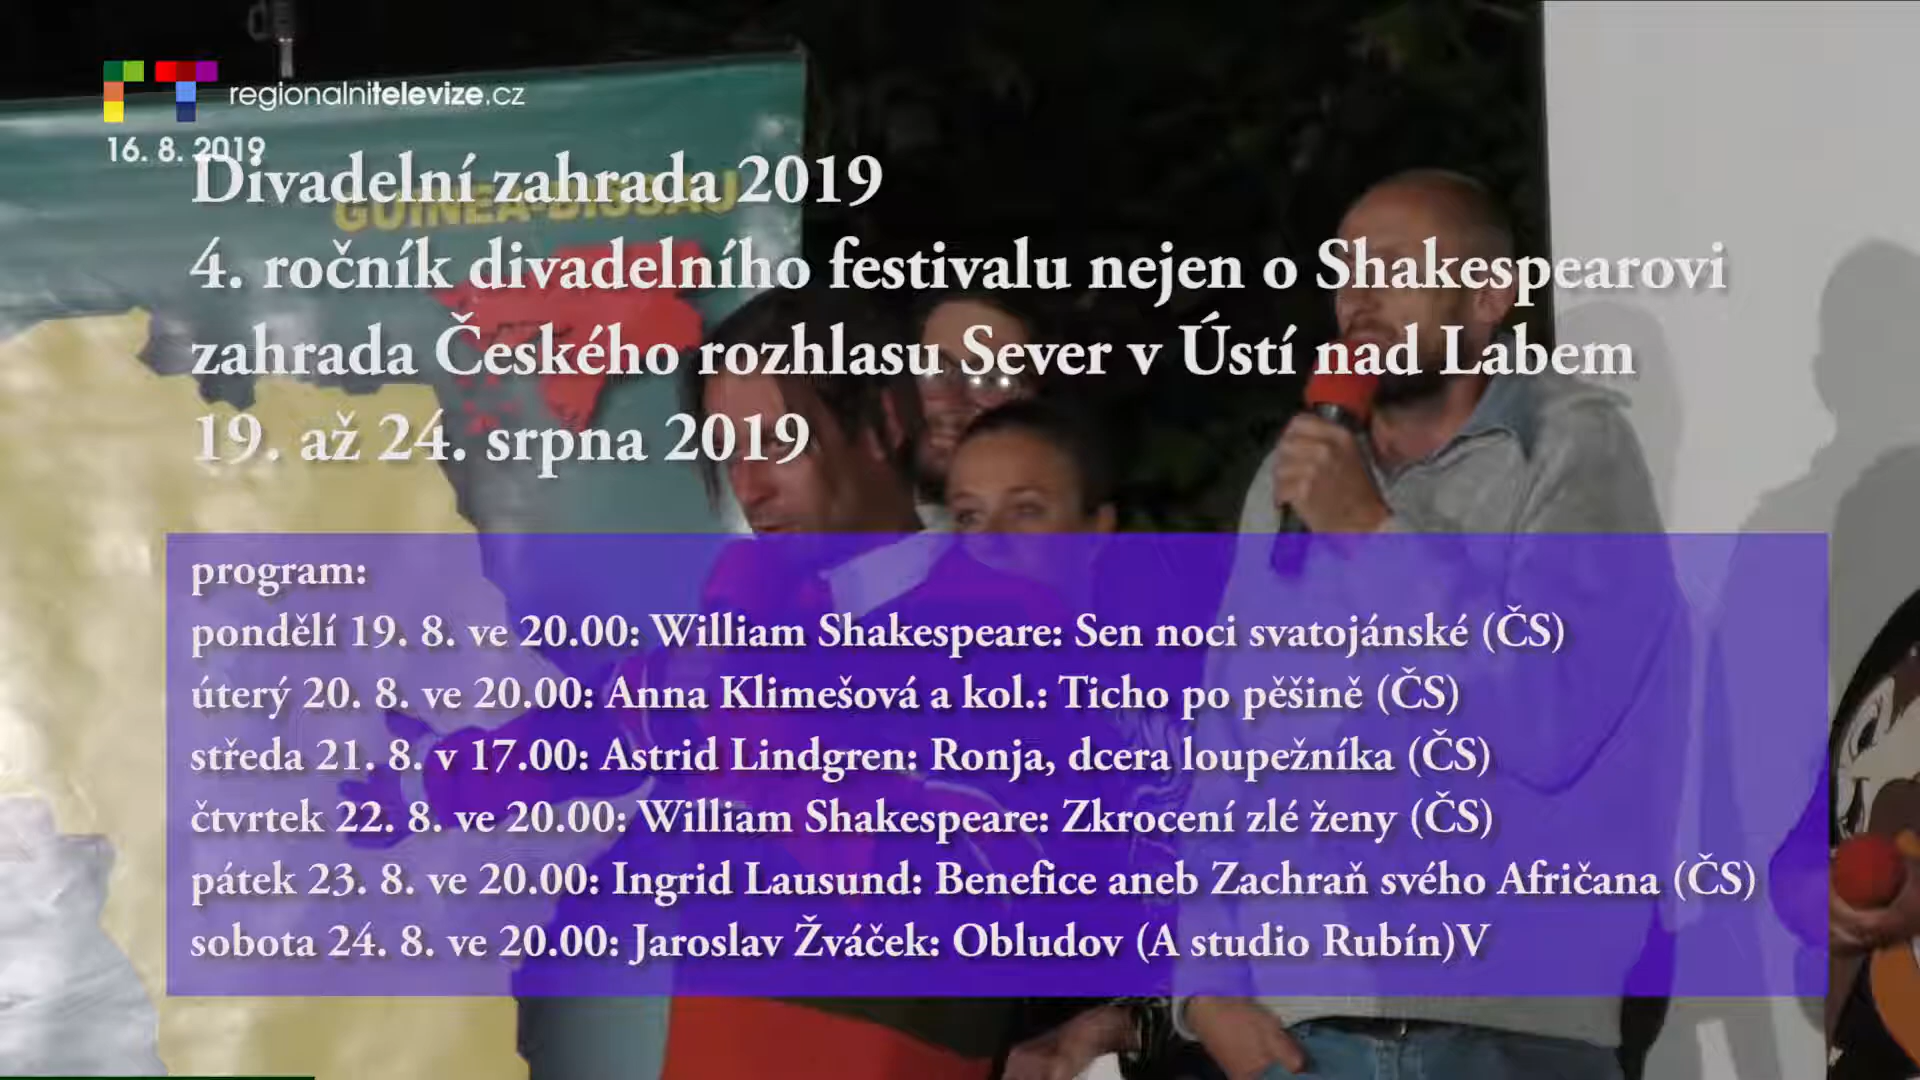 regionalnitelevize.cz
16. 8. 2019
Divadelní zahrada 2019
GUINEA-BISSAU
4. ročník divadelního festivalu nejen o Shakespearovi
zahrada Českého rozhlasu Sever v Ústí nad Labem
19. až 24. srpna 2019
program:
pondělí 19. 8. ve 20.00: William Shakespeare: Sen noci svatojánské (ČS)
úterý 20. 8. ve 20.00: Anna Klimešová a kol.: Ticho po pěšině (ČS)
středa 21. 8. v 17.00: Astrid Lindgren: Ronja, dcera loupežníka (ČS)
čtvrtek 22. 8. ve 20.00: William Shakespeare: Zkrocení zlé ženy (ČS)
pátek 23. 8. ve 20.00: Ingrid Lausund: Benefice aneb Zachraň svého Afričana (ČS)
sobota 24. 8. ve 20.00: Jaroslav Žváček: Obludov (A studio Rubín)V